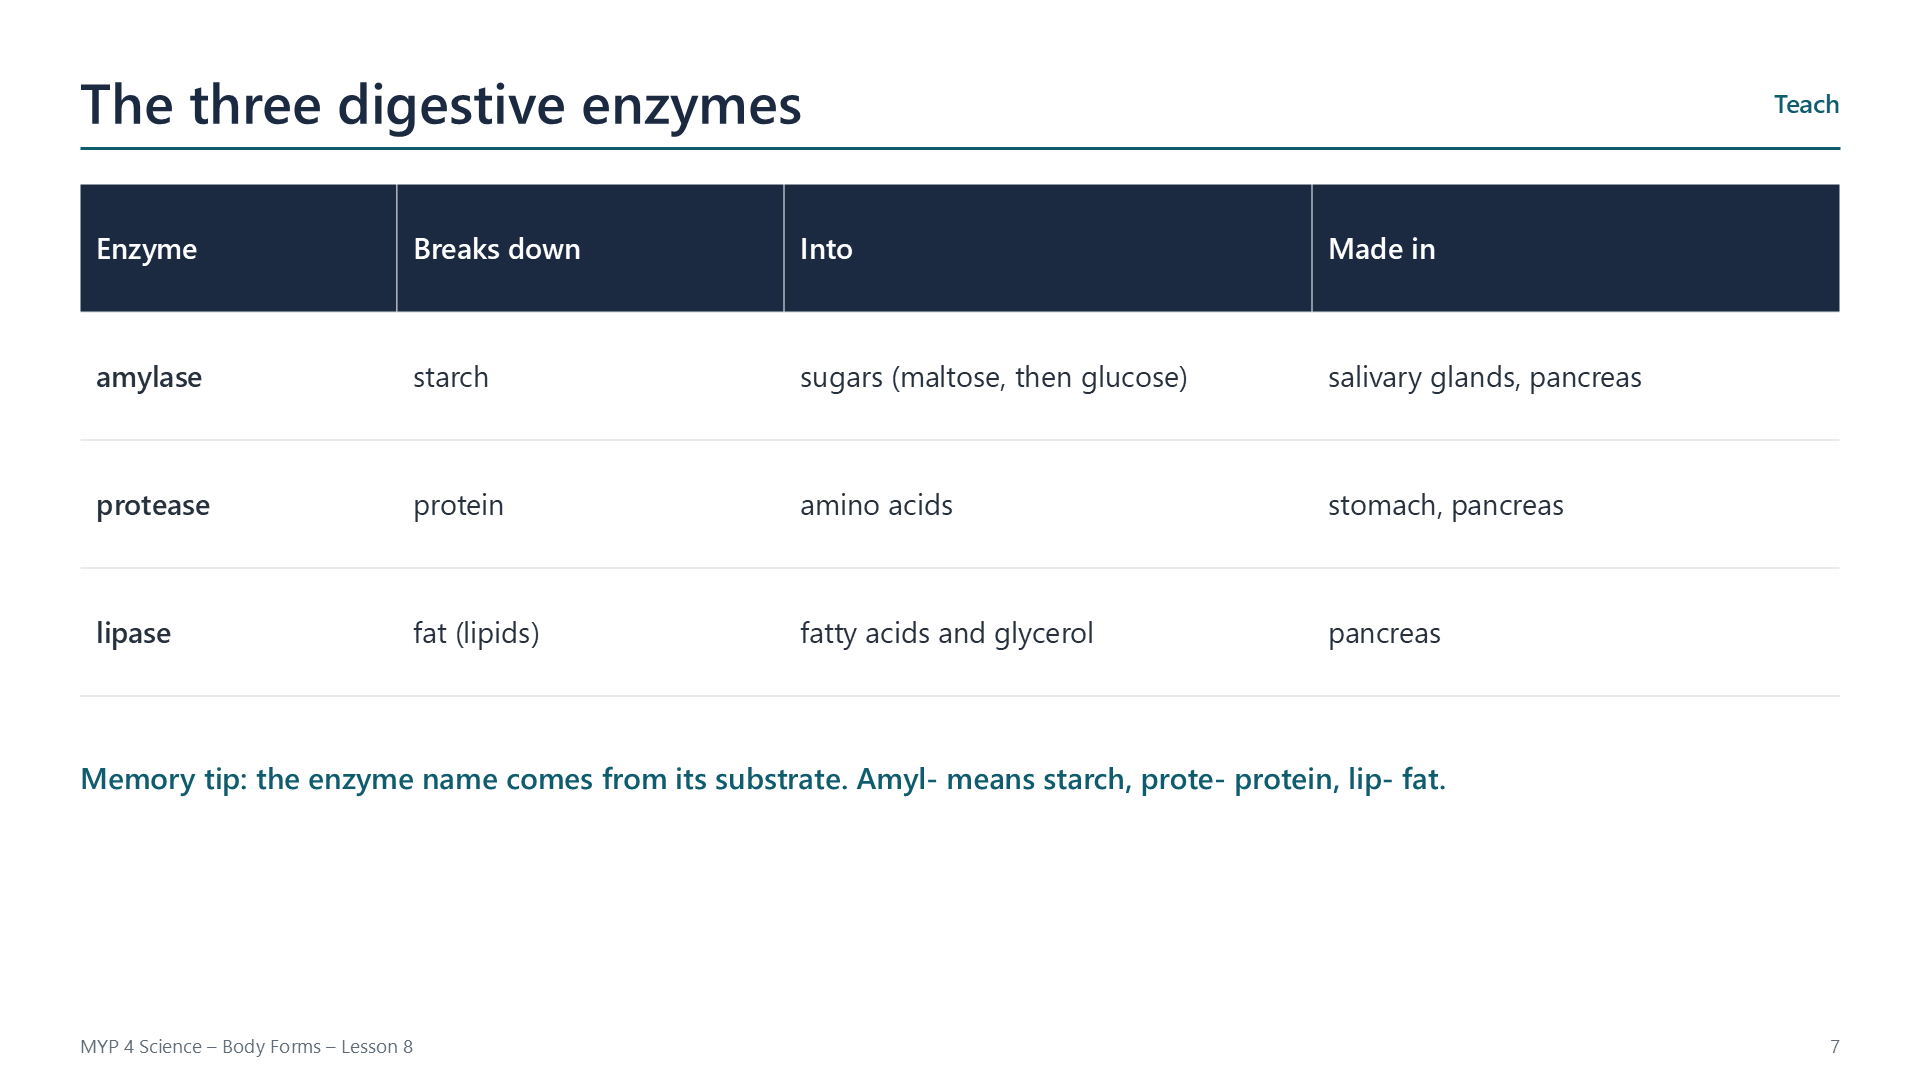 The three digestive enzymes
Teach
Enzyme Breaks down Into Made in
amylase starch sugars (maltose, then glucose) salivary glands, pancreas
protease protein amino acids stomach, pancreas
lipase fat (lipids) fatty acids and glycerol pancreas
Memory tip: the enzyme name comes from its substrate. Amyl- means starch, prote- protein, lip- fat.
MYP 4 Science – Body Forms – Lesson 8
7